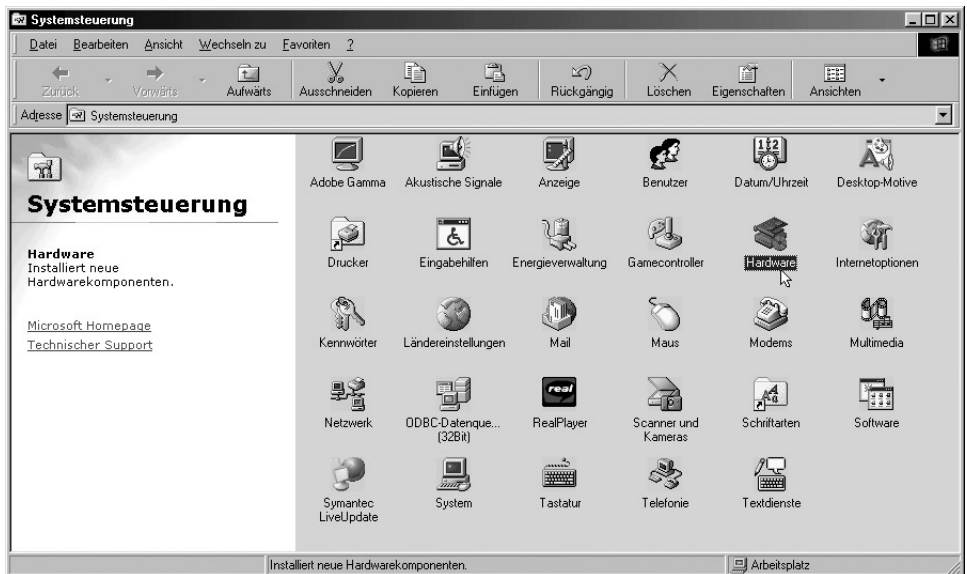 Systemsteuerung
Datei Bearbeiten Ansicht Wechseln zu Favoriten ?
Zurück Vorwärts Aufwärts Ausschneiden Kopieren Einfügen Rückgängig Löschen Eigenschaften Ansichten
Adresse Systemsteuerung
Systemsteuerung
Hardware
Installiert neue
Hardwarekomponenten.
Microsoft Homepage
Technischer Support
Adobe Gamma Akustische Signale Anzeige Benutzer Datum/Uhrzeit Desktop-Motive
Drucker Eingabehilfen Energieverwaltung Gamecontroller Hardware Internetoptionen
Kennwörter Ländereinstellungen Mail Maus Modems Multimedia
real
Netzwerk ODBC-Datenque... RealPlayer Scanner und Schriftarten Software
(32Bit) Kameras
Symantec System Tastatur Telefonie Textdienste
LiveUpdate
Installiert neue Hardwarekomponenten. Arbeitsplatz